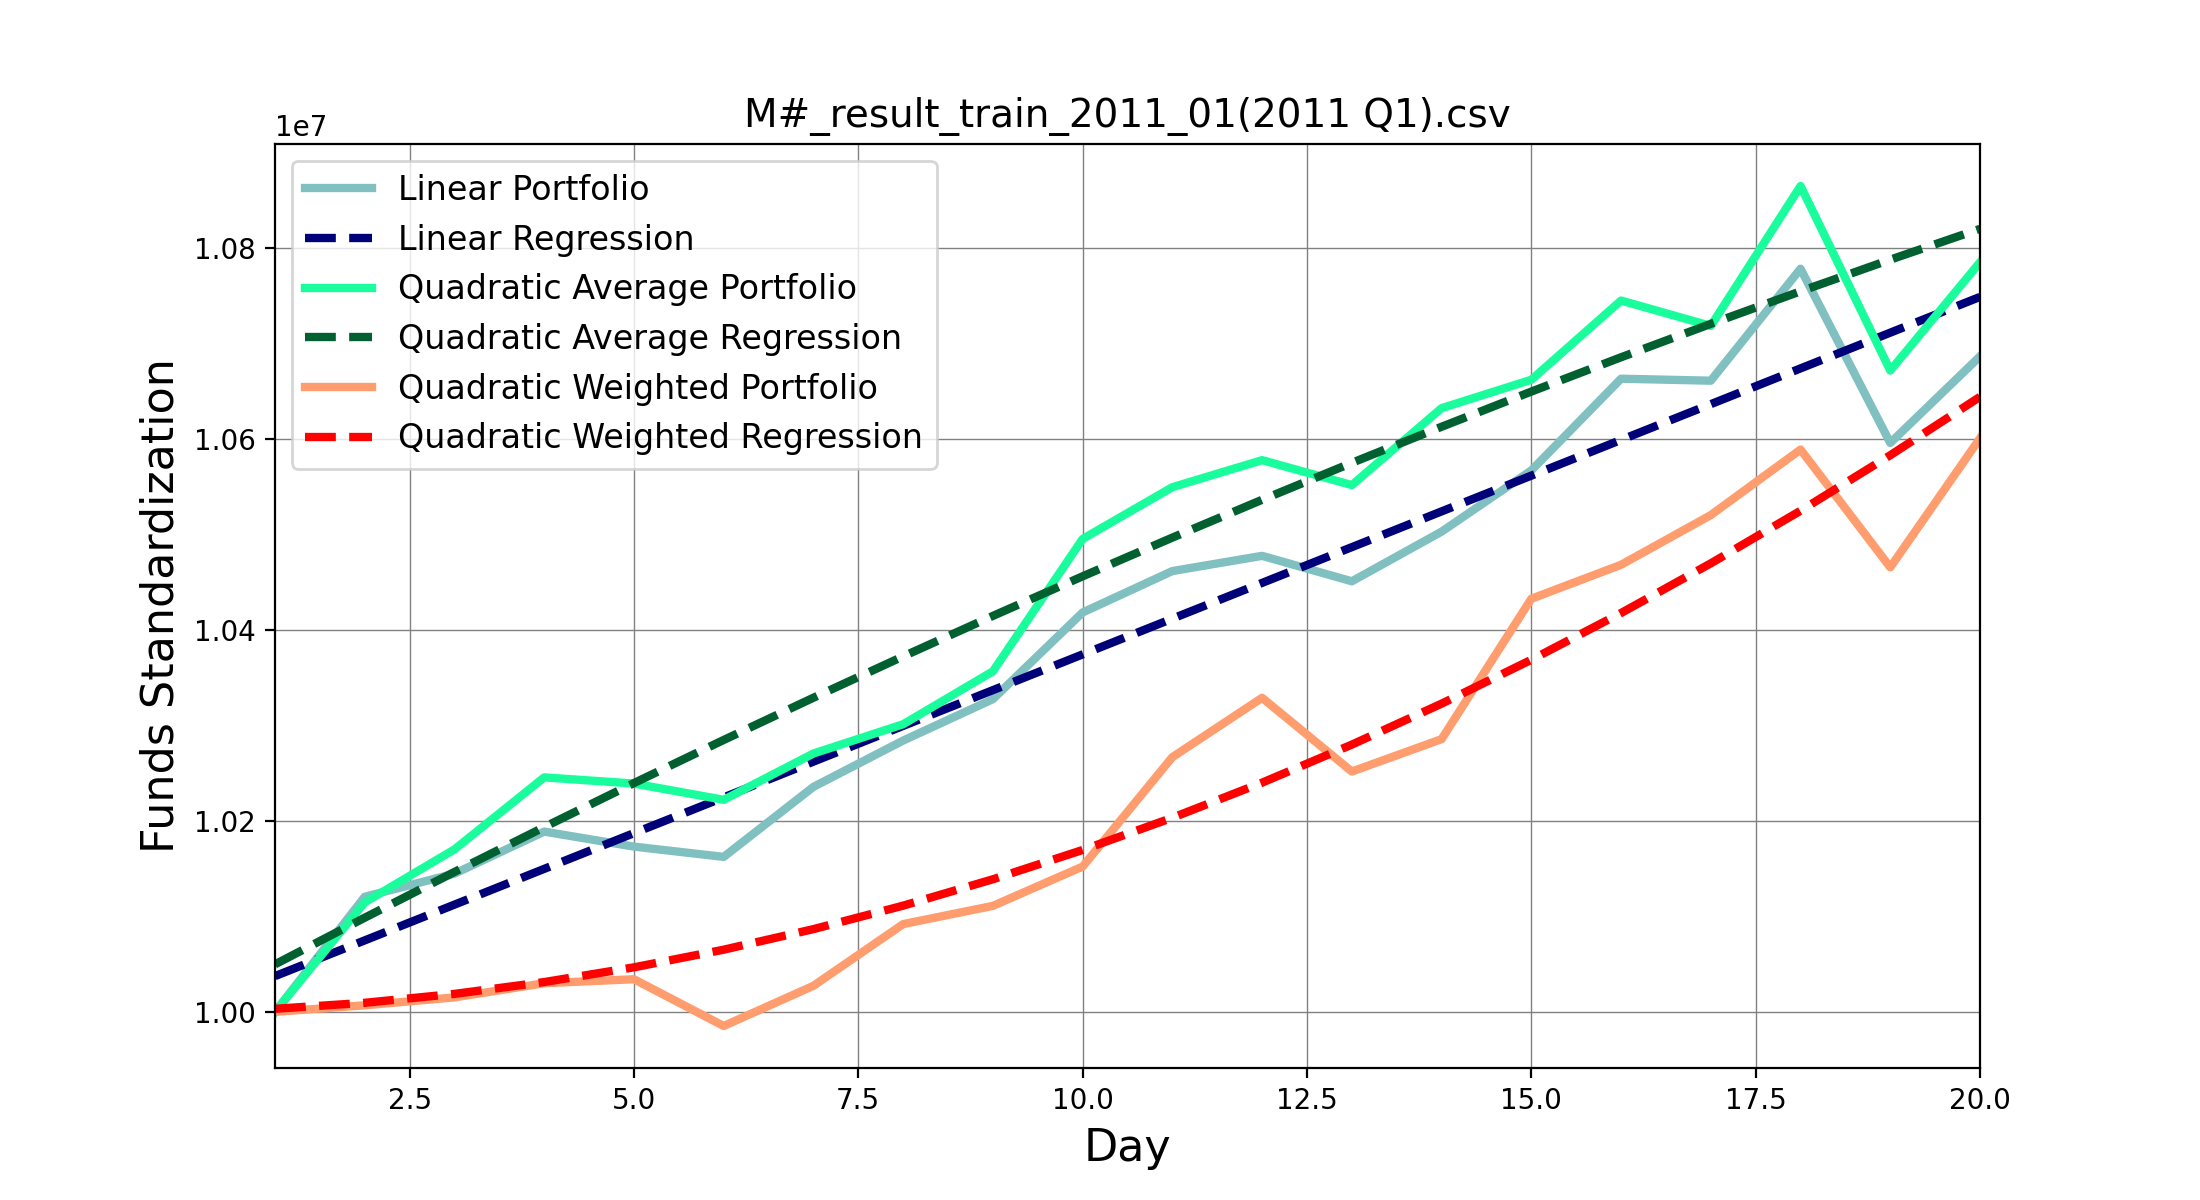 M#_result_train_2011_01(2011 Q1).csv
1e7
Linear Portfolio
Linear Regression
Quadratic Average Portfolio
Quadratic Average Regression
Quadratic Weighted Portfolio
Quadratic Weighted Regression
Funds Standardization
1.08
1.06
1.04
1.02
1.00
2.5 5.0 7.5 10.0 12.5 15.0 17.5 20.0
Day